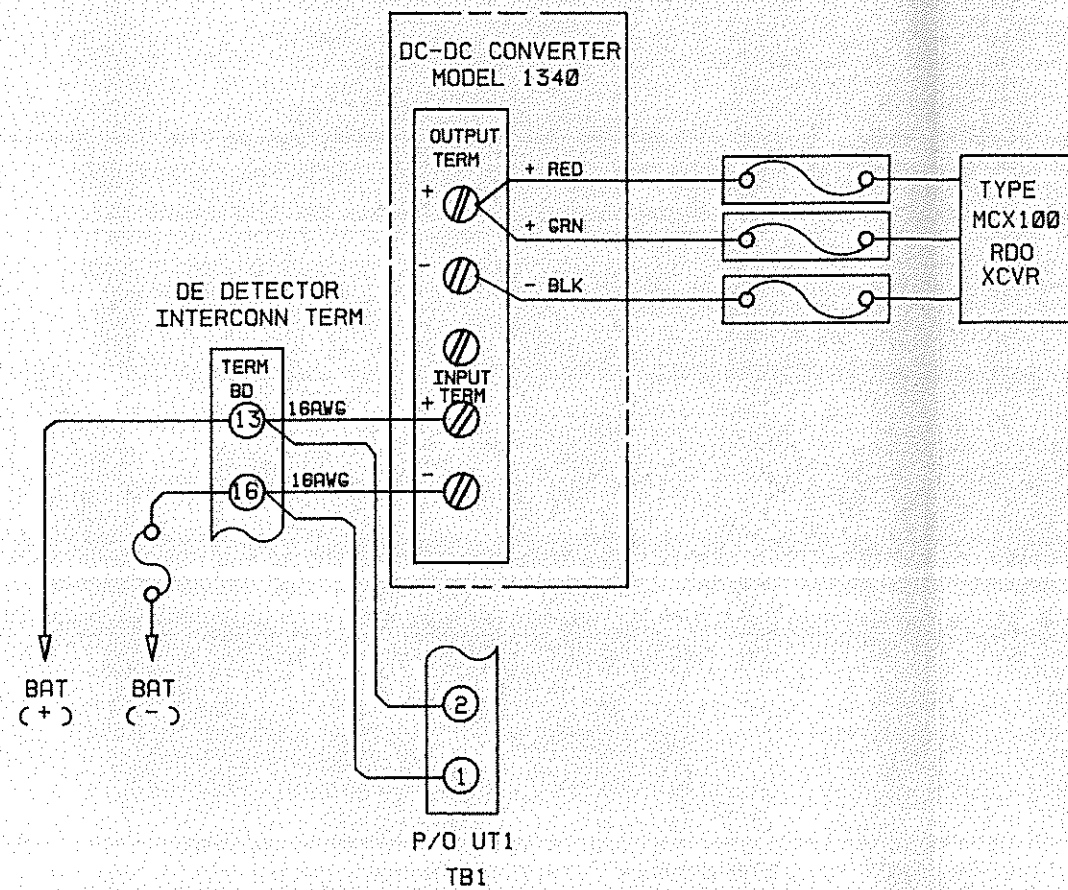 DC-DC CONVERTER
MODEL 1340
OUTPUT
TERM
+
-
INPUT
TERM
+
-
+ RED
+ GRN
- BLK
TYPE
MCX100
RDO
XCVR
DE DETECTOR
INTERCONN TERM
TERM
BD
13
16
16AWG
16AWG
BAT
(+)
BAT
(-)
2
1
P/O UT1
TB1